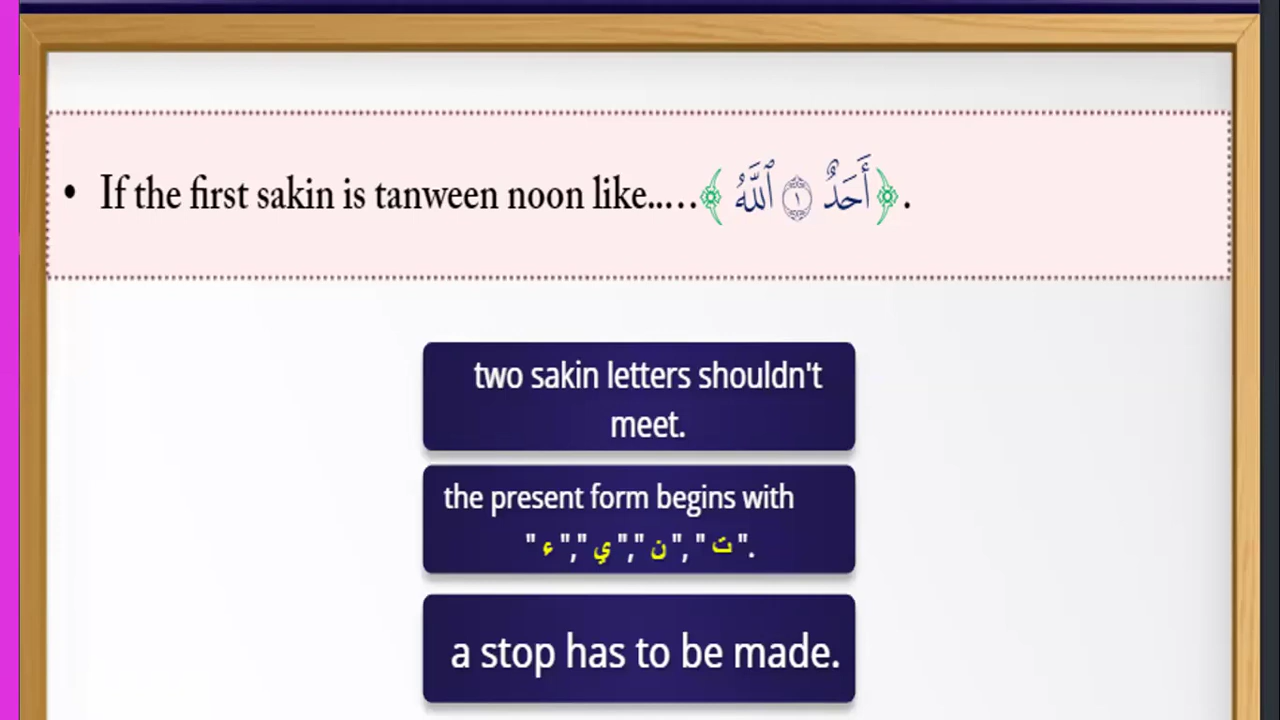 • If the first sakin is tanween noon like..…﴿أَحَدٌ ١ ٱللَّهُ﴾.
two sakin letters shouldn't
meet.
the present form begins with
" ء "," ي "," ن ", " ت ".
a stop has to be made.